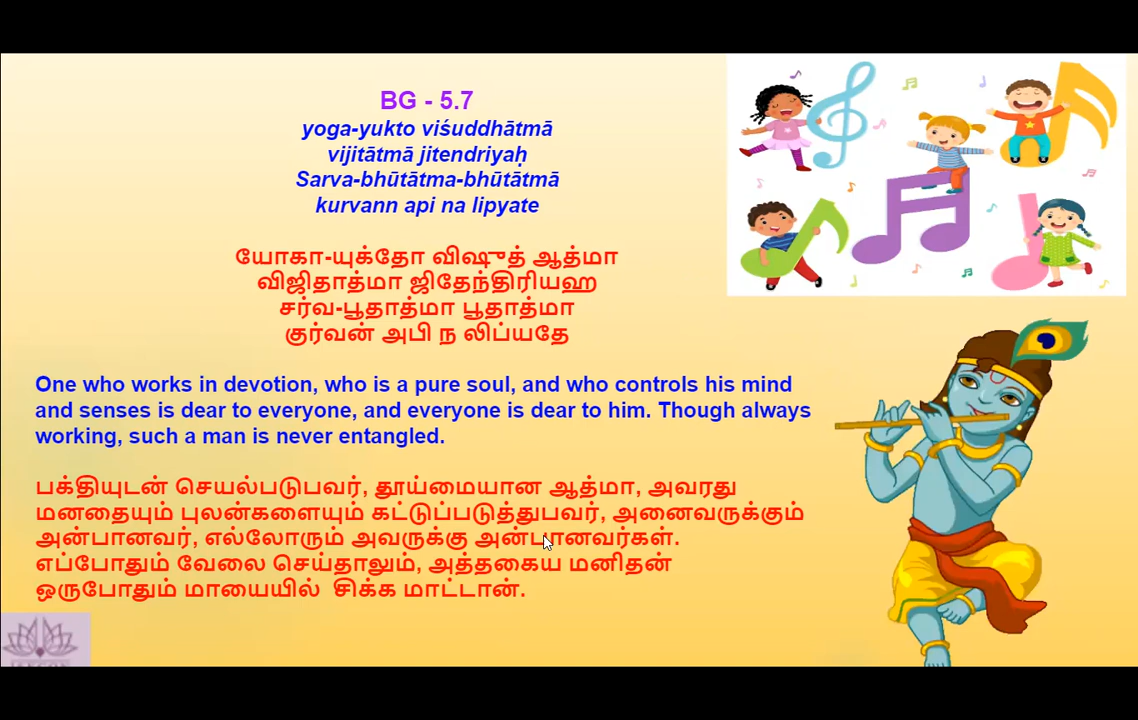 BG - 5.7
yoga-yukto viśuddhātmā
vijitātmā jitendriyaḥ
Sarva-bhūtātma-bhūtātmā
kurvann api na lipyate
யோகா-யுக்தோ விஷுத் ஆத்மா
விஜிதாத்மா ஜிதேந்திரியஹ
சர்வ-பூதாத்மா பூதாத்மா
குர்வன் அபி ந லிப்யதே
One who works in devotion, who is a pure soul, and who controls his mind
and senses is dear to everyone, and everyone is dear to him. Though always
working, such a man is never entangled.
பக்தியுடன் செயல்படுபவர், தூய்மையான ஆத்மா, அவரது
மனதையும் புலன்களையும் கட்டுப்படுத்துபவர், அனைவருக்கும்
அன்பானவர், எல்லோரும் அவருக்கு அன்பானவர்கள்.
எப்போதும் வேலை செய்தாலும், அத்தகைய மனிதன்
ஒருபோதும் மாயையில் சிக்க மாட்டான்.